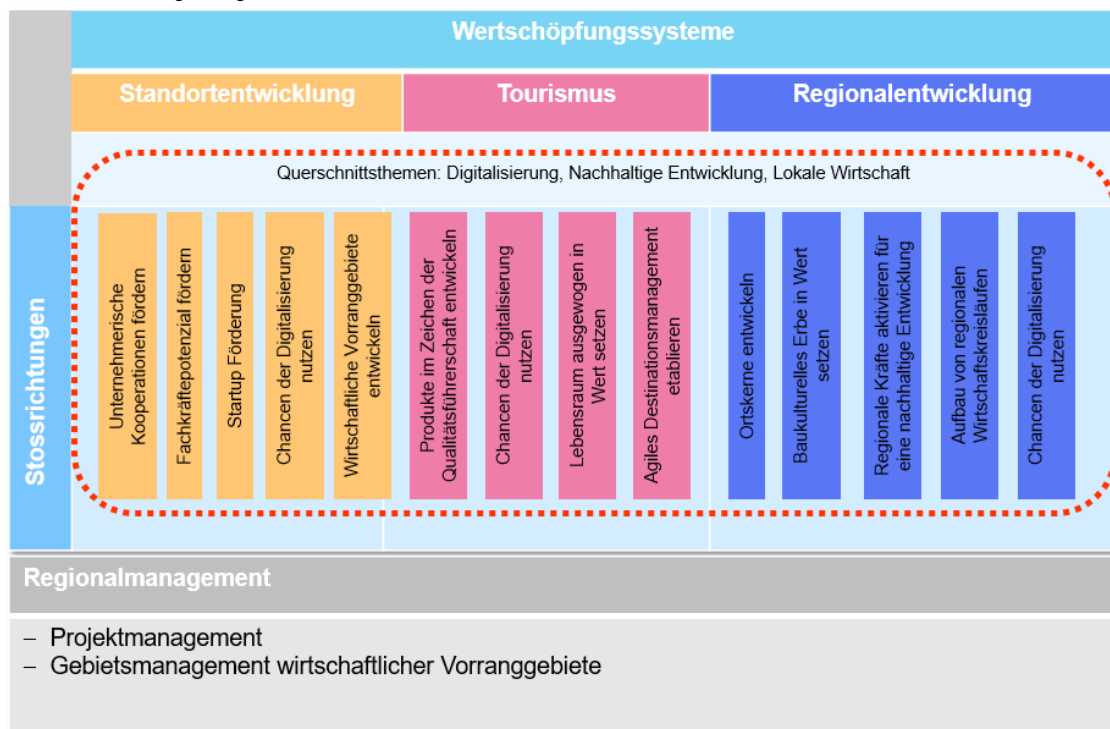 Wertschöpfungssysteme
Standortentwicklung
Tourismus
Regionalentwicklung
Querschnittsthemen: Digitalisierung, Nachhaltige Entwicklung, Lokale Wirtschaft
Stossrichtungen
Unternehmerische
Kooperationen fördern
Fachkräftepotenzial fördern
Startup Förderung
Chancen der Digitalisierung
nutzen
Wirtschaftliche Vorranggebiete
entwickeln
Produkte im Zeichen der
Qualitätsführerschaft entwickeln
Chancen der Digitalisierung
nutzen
Lebensraum ausgewogen in
Wert setzen
Agiles Destinationsmanagement
etablieren
Ortskerne entwickeln
Baukulturelles Erbe in Wert
setzen
Regionale Kräfte aktivieren für
eine nachhaltige Entwicklung
Aufbau von regionalen
Wirtschaftskreisläufen
Chancen der Digitalisierung
nutzen
Regionalmanagement
– Projektmanagement
– Gebietsmanagement wirtschaftlicher Vorranggebiete